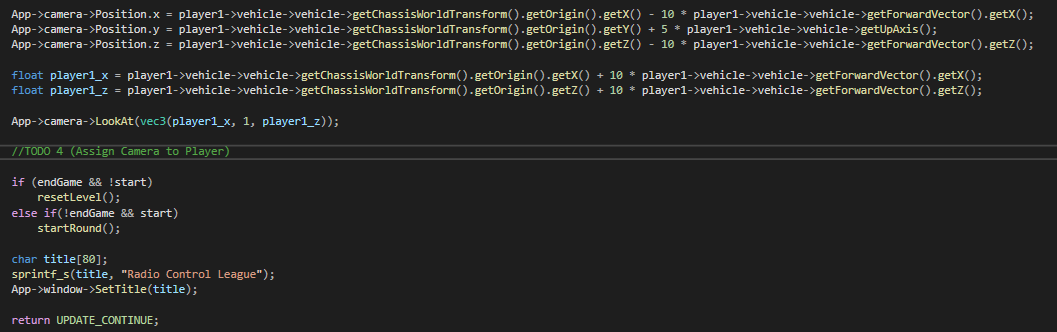 App->camera->Position.x = player1->vehicle->vehicle->getChassisWorldTransform().getOrigin().getX() - 10 * player1->vehicle->vehicle->getForwardVector().getX();
App->camera->Position.y = player1->vehicle->vehicle->getChassisWorldTransform().getOrigin().getY() + 5 * player1->vehicle->vehicle->getUpAxis();
App->camera->Position.z = player1->vehicle->vehicle->getChassisWorldTransform().getOrigin().getZ() - 10 * player1->vehicle->vehicle->getForwardVector().getZ();
float player1_x = player1->vehicle->vehicle->getChassisWorldTransform().getOrigin().getX() + 10 * player1->vehicle->vehicle->getForwardVector().getX();
float player1_z = player1->vehicle->vehicle->getChassisWorldTransform().getOrigin().getZ() + 10 * player1->vehicle->vehicle->getForwardVector().getZ();
App->camera->LookAt(vec3(player1_x, 1, player1_z));
//TODO 4 (Assign Camera to Player)
if (endGame && !start)
resetLevel();
else if(!endGame && start)
startRound();
char title[80];
sprintf_s(title, "Radio Control League");
App->window->SetTitle(title);
return UPDATE_CONTINUE;